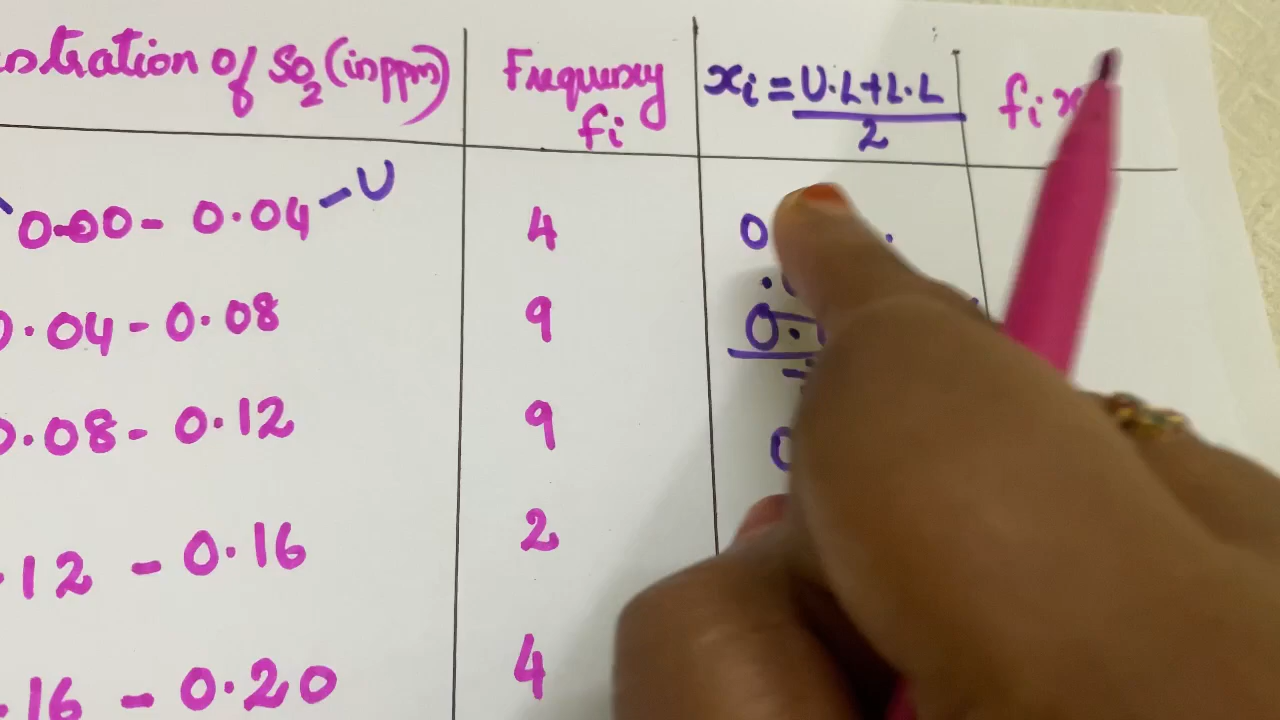 of SO2 (in ppm) Frequency fi xi = U.L+L.L / 2 fi
0.00 - 0.04 - U 4
0.04 - 0.08 9
0.08 - 0.12 9
.12 - 0.16 2
.16 - 0.20 4